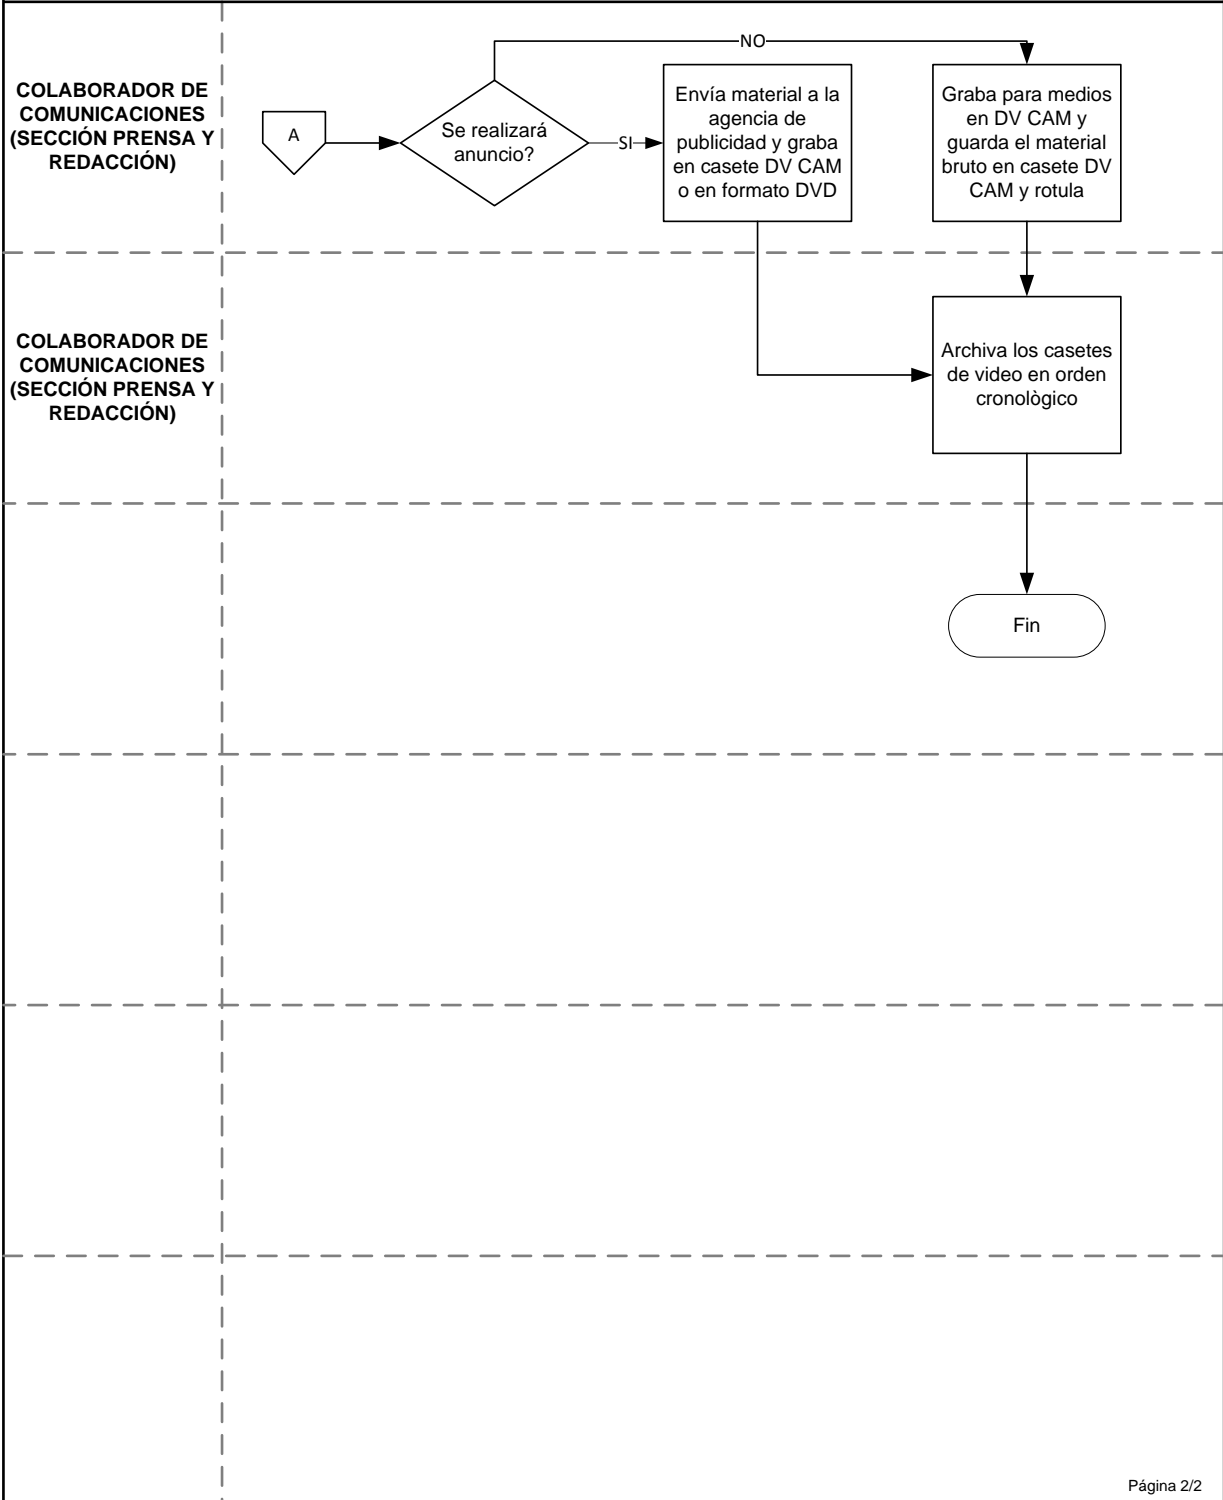 COLABORADOR DE
COMUNICACIONES
(SECCIÓN PRENSA Y
REDACCIÓN)
A
Se realizará
anuncio?
NO
SI
Envía material a la
agencia de
publicidad y graba
en casete DV CAM
o en formato DVD
Graba para medios
en DV CAM y
guarda el material
bruto en casete DV
CAM y rotula
COLABORADOR DE
COMUNICACIONES
(SECCIÓN PRENSA Y
REDACCIÓN)
Archiva los casetes
de video en orden
cronològico
Fin
Página 2/2